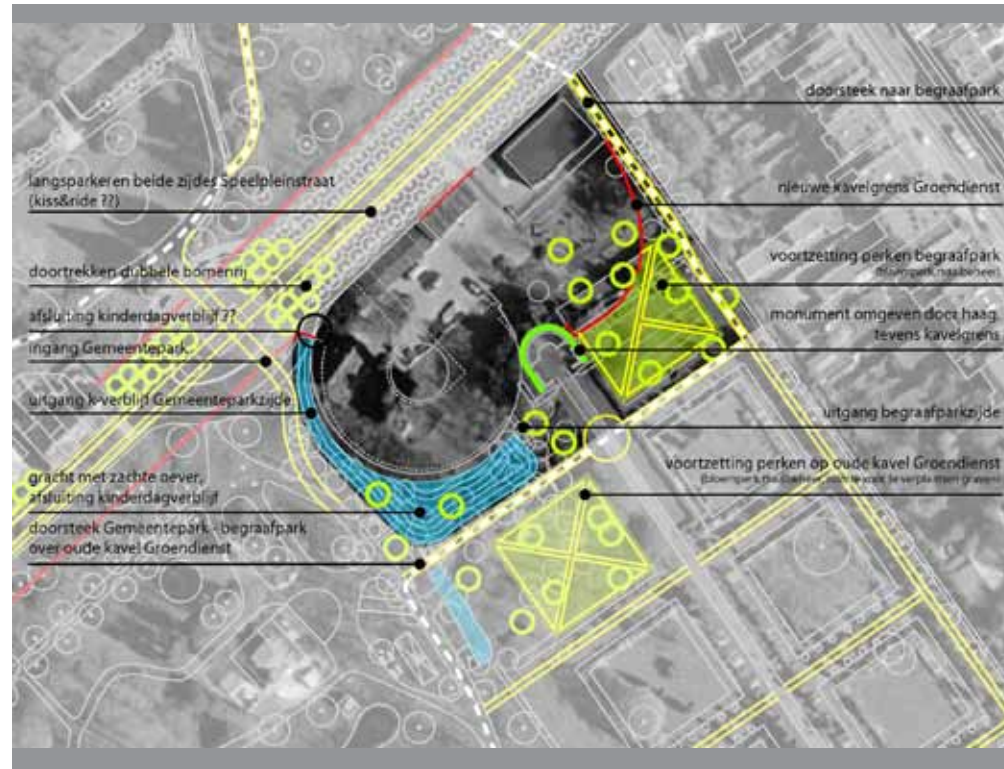 doorsteek naar begraafpark
langsparkeren beide zijdes Speelpleinstraat
(kiss&ride ??)
nieuwe kavelgrens Groendienst
voortzetting perken begraafpark
doortrekken dubbele bomenrij
monument omgeven door haag,
tevens kavelgrens
afsluiting kinderdagverblijf ??
ingang Gemeentepark
uitgang k-verblijf Gemeenteparkzijde
uitgang begraafparkzijde
voortzetting perken op oude kavel Groendienst
gracht met zachte oever,
afsluiting kinderdagverblijf
doorsteek Gemeentepark - begraafpark
over oude kavel Groendienst